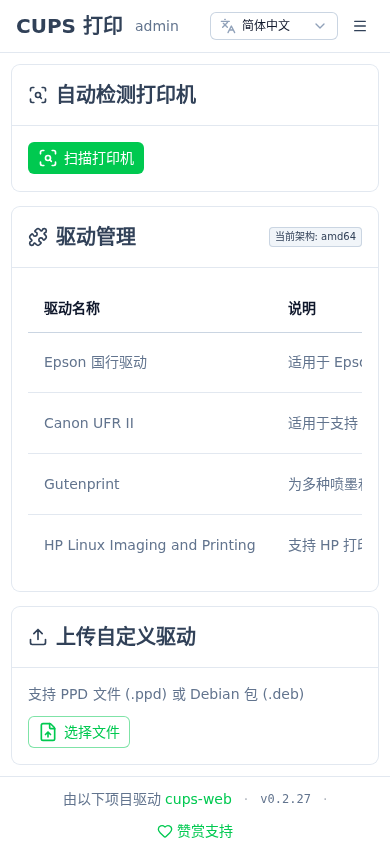 CUPS 打印 admin 简体中文
自动检测打印机
扫描打印机
驱动管理 当前架构: amd64
驱动名称 说明
Epson 国行驱动 适用于 Epso
Canon UFR II 适用于支持
Gutenprint 为多种喷墨
HP Linux Imaging and Printing 支持 HP 打
上传自定义驱动
支持 PPD 文件 (.ppd) 或 Debian 包 (.deb)
选择文件
由以下项目驱动 cups-web · v0.2.27 ·
赞赏支持